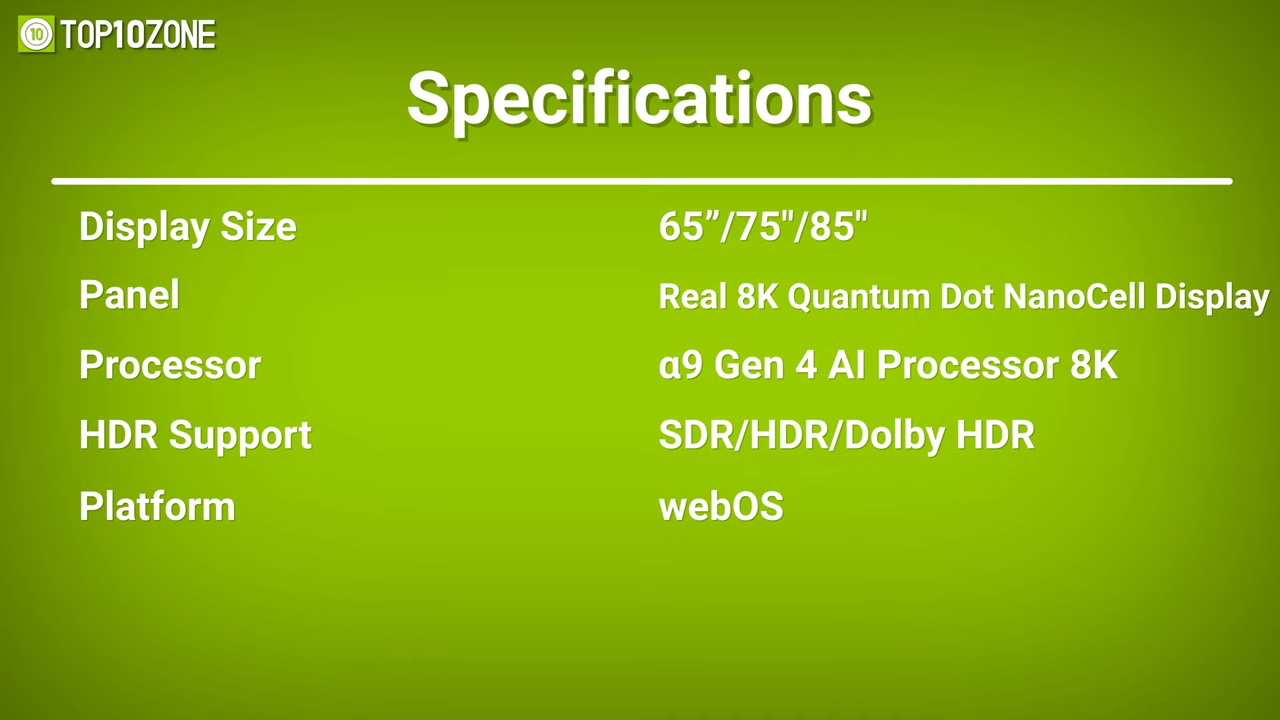 TOP10ZONE
Specifications
Display Size 65”/75"/85"
Panel Real 8K Quantum Dot NanoCell Display
Processor α9 Gen 4 AI Processor 8K
HDR Support SDR/HDR/Dolby HDR
Platform webOS